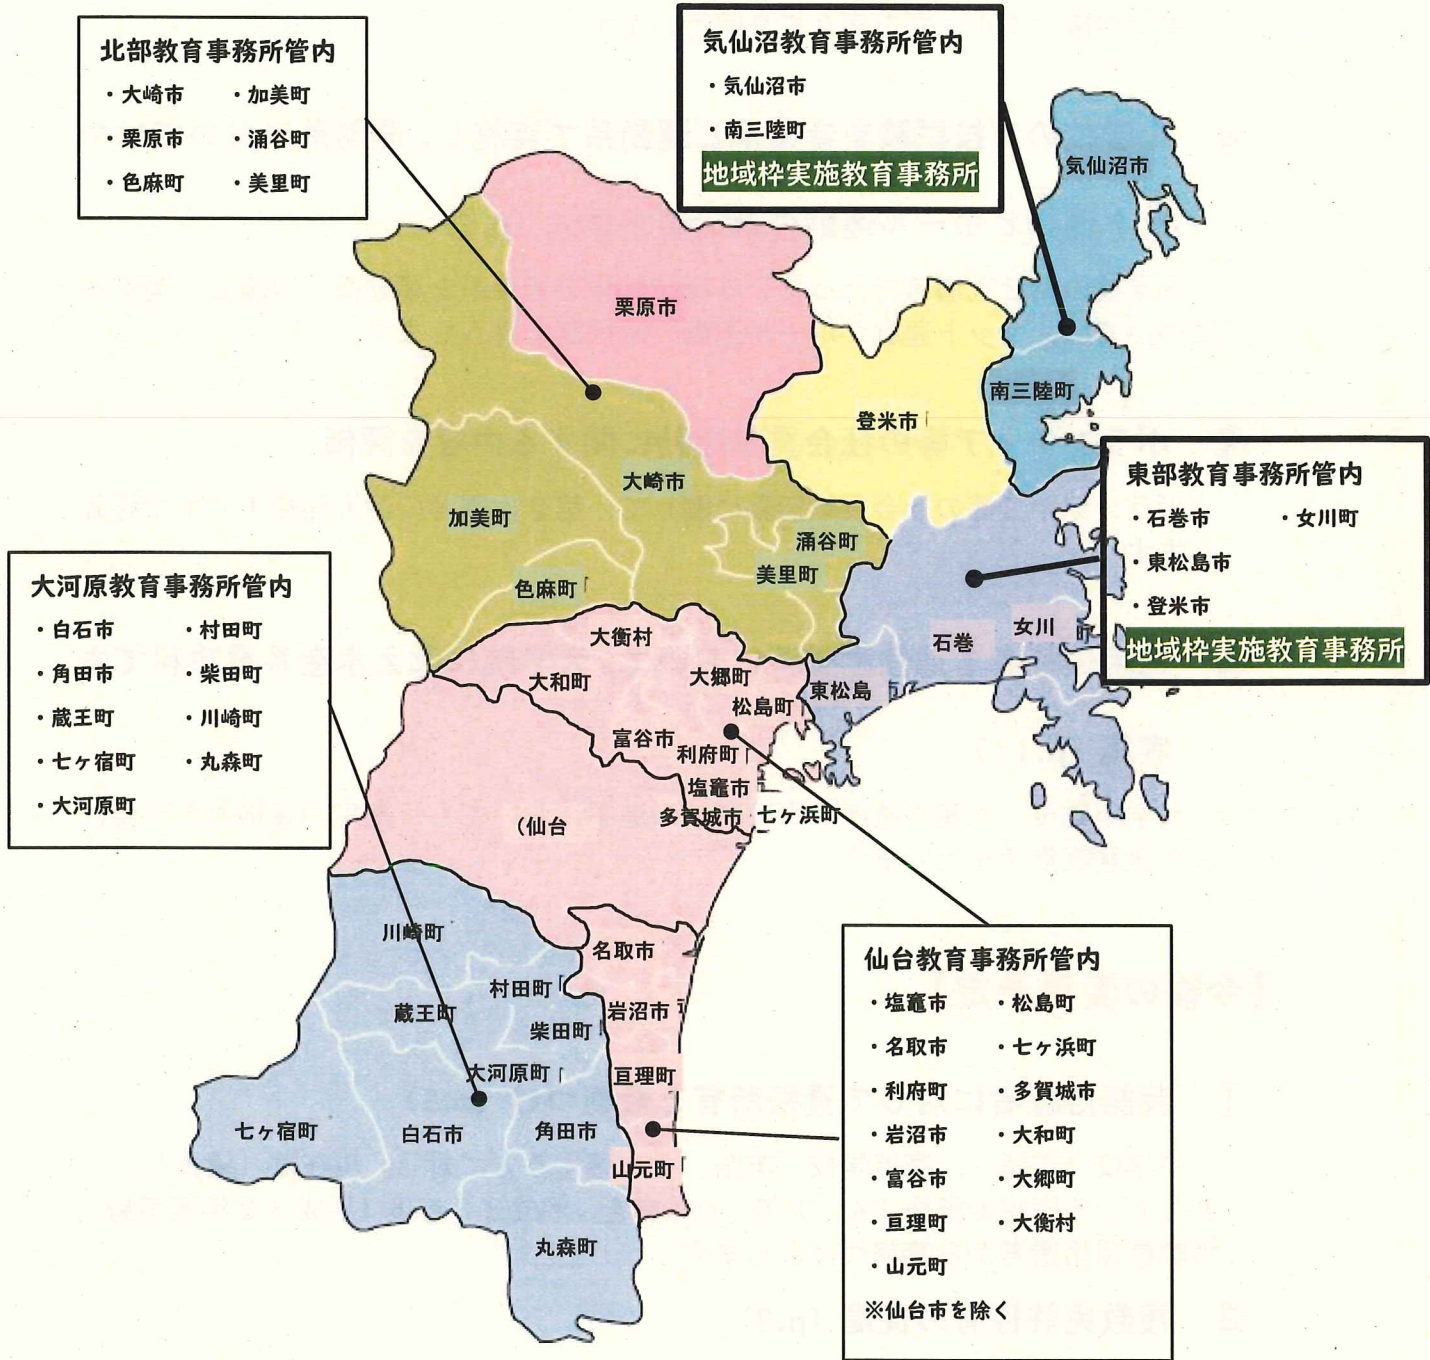 北部教育事務所管内
・大崎市 ・加美町
・栗原市 ・涌谷町
・色麻町 ・美里町
気仙沼教育事務所管内
・気仙沼市
・南三陸町
地域枠実施教育事務所
気仙沼市
栗原市
南三陸町
登米市
東部教育事務所管内
・石巻市 ・女川町
・東松島市
・登米市
地域枠実施教育事務所
大崎市
加美町
涌谷町
美里町
色麻町
大河原教育事務所管内
・白石市 ・村田町
・角田市 ・柴田町
・蔵王町 ・川崎町
・七ヶ宿町 ・丸森町
・大河原町
大衡村
石巻
女川 町
大和町
大郷町
東松島 市
松島町
富谷市
利府町
塩竈市
多賀城市
七ヶ浜町
(仙台
川崎町
名取市
村田町
岩沼市
蔵王町
柴田町
大河原町
亘理町
七ヶ宿町
白石市
角田市
山元町
丸森町
仙台教育事務所管内
・塩竈市 ・松島町
・名取市 ・七ヶ浜町
・利府町 ・多賀城市
・岩沼市 ・大和町
・富谷市 ・大郷町
・亘理町 ・大衡村
・山元町
※仙台市を除く